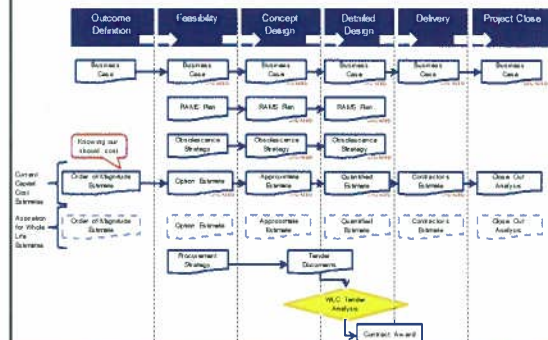 Outcome
Definition
Feasibility
Concept
Design
Detailed
Design
Delivery
Project Close
Business
Case
Business
Case
Business
Case
Business
Case
Business
Case
Business
Case
RAMS Plan
RAMS Plan
RAMS Plan
Obsolescence
Strategy
Obsolescence
Strategy
Obsolescence
Strategy
Knowing our
should cost
Current
Capital
Cost
Estimates
Order of Magnitude
Estimate
Option Estimate
Approximate
Estimate
Quantified
Estimate
Contractors
Estimate
Close Out
Analysis
for Whole
Life
Estimates
Order of Magnitude
Estimate
Option Estimate
Approximate
Estimate
Quantified
Estimate
Contractors
Estimate
Close Out
Analysis
Procurement
Strategy
Tender
Documents
WLC Tender
Analysis
Contract Award